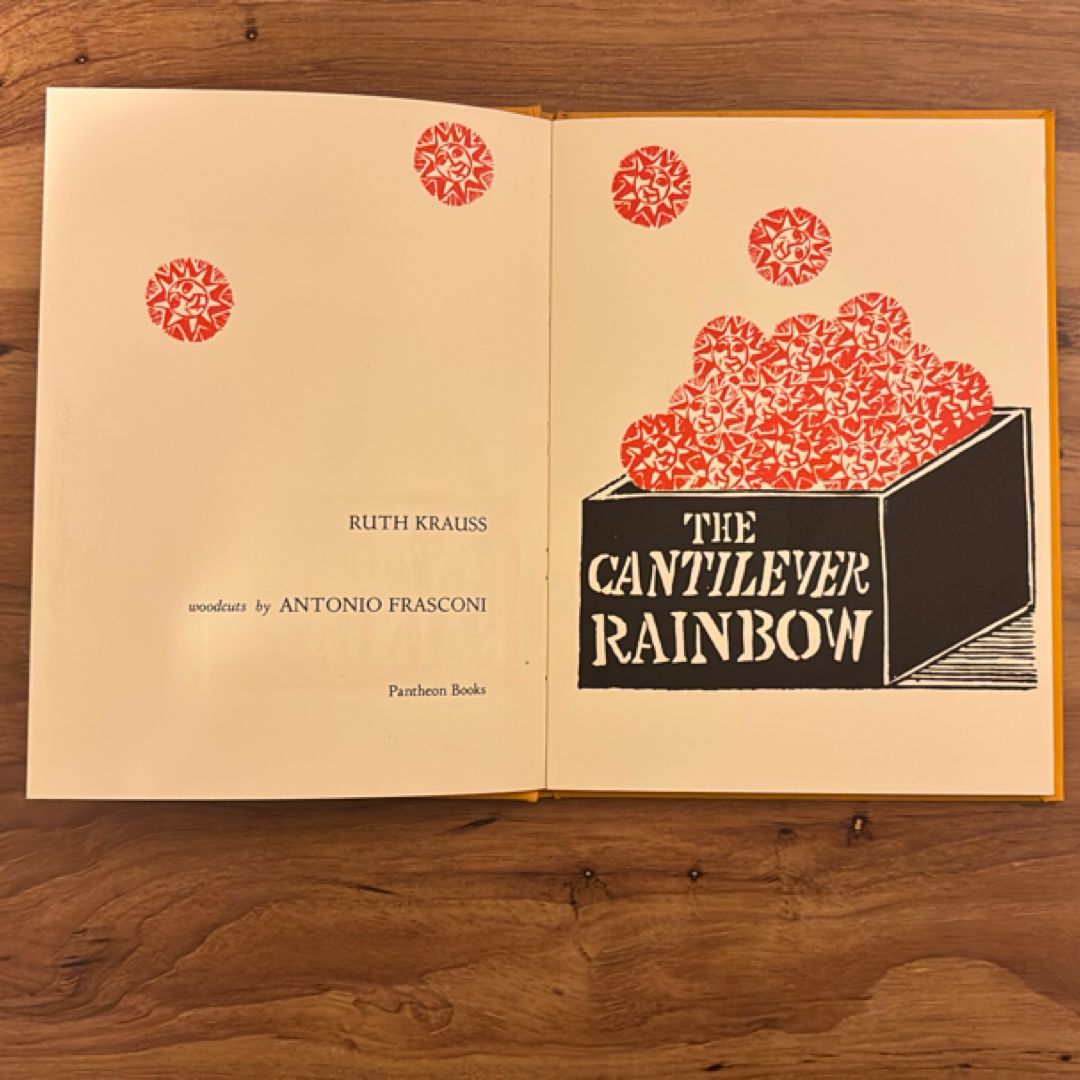 RUTH KRAUSS
woodcuts by ANTONIO FRASCONI
Pantheon Books
THE
CANTILEVER
RAINBOW